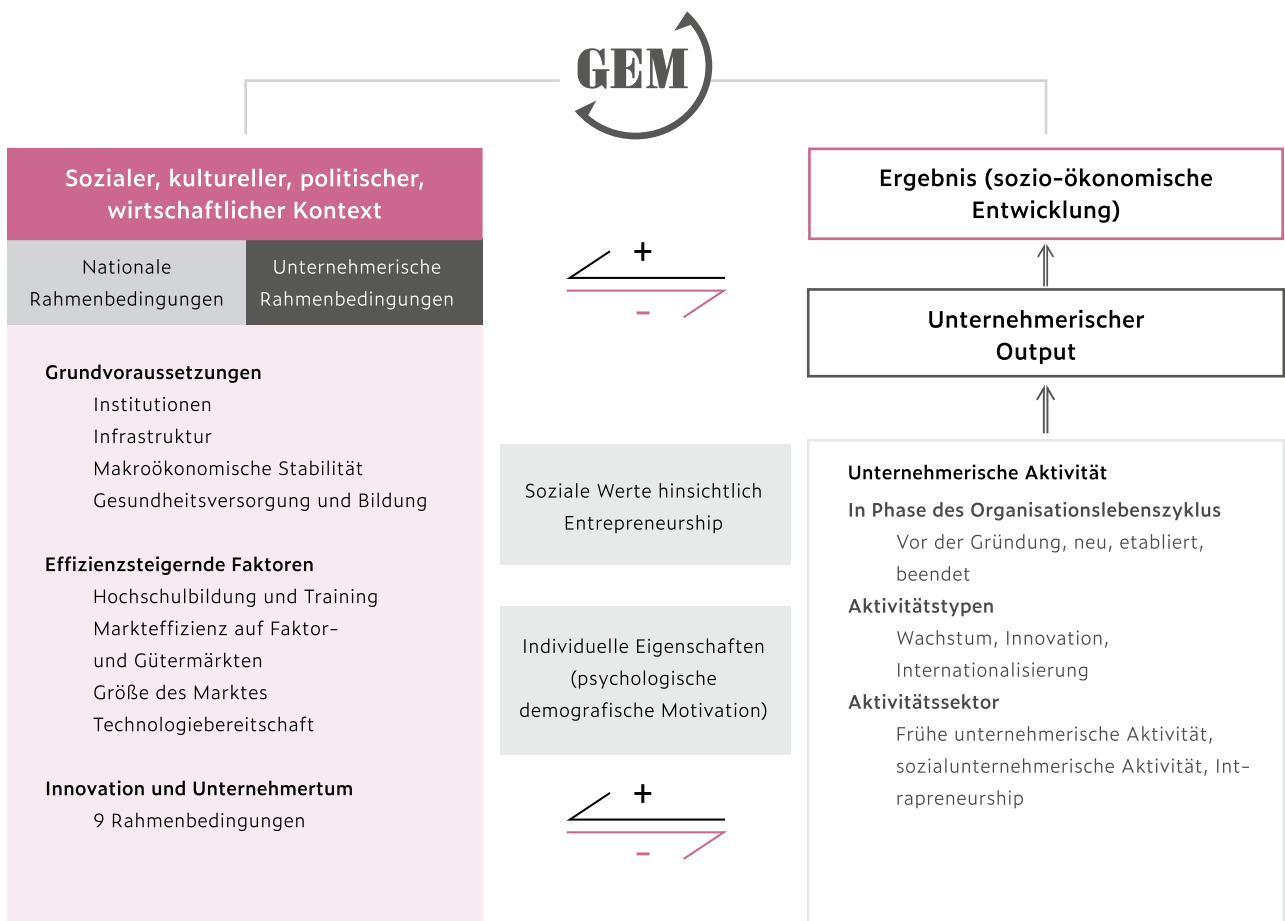 GEM
Sozialer, kultureller, politischer,
wirtschaftlicher Kontext
Nationale
Rahmenbedingungen
Unternehmerische
Rahmenbedingungen
Grundvoraussetzungen
Institutionen
Infrastruktur
Makroökonomische Stabilität
Gesundheitsversorgung und Bildung
Effizienzsteigernde Faktoren
Hochschulbildung und Training
Markteffizienz auf Faktor-
und Gütermärkten
Größe des Marktes
Technologiebereitschaft
Innovation und Unternehmertum
9 Rahmenbedingungen
+
-
Soziale Werte hinsichtlich
Entrepreneurship
Individuelle Eigenschaften
(psychologische
demografische Motivation)
+
-
Ergebnis (sozio-ökonomische
Entwicklung)
Unternehmerischer
Output
Unternehmerische Aktivität
In Phase des Organisationslebenszyklus
Vor der Gründung, neu, etabliert,
beendet
Aktivitätstypen
Wachstum, Innovation,
Internationalisierung
Aktivitätssektor
Frühe unternehmerische Aktivität,
sozialunternehmerische Aktivität, Int-
rapreneurship